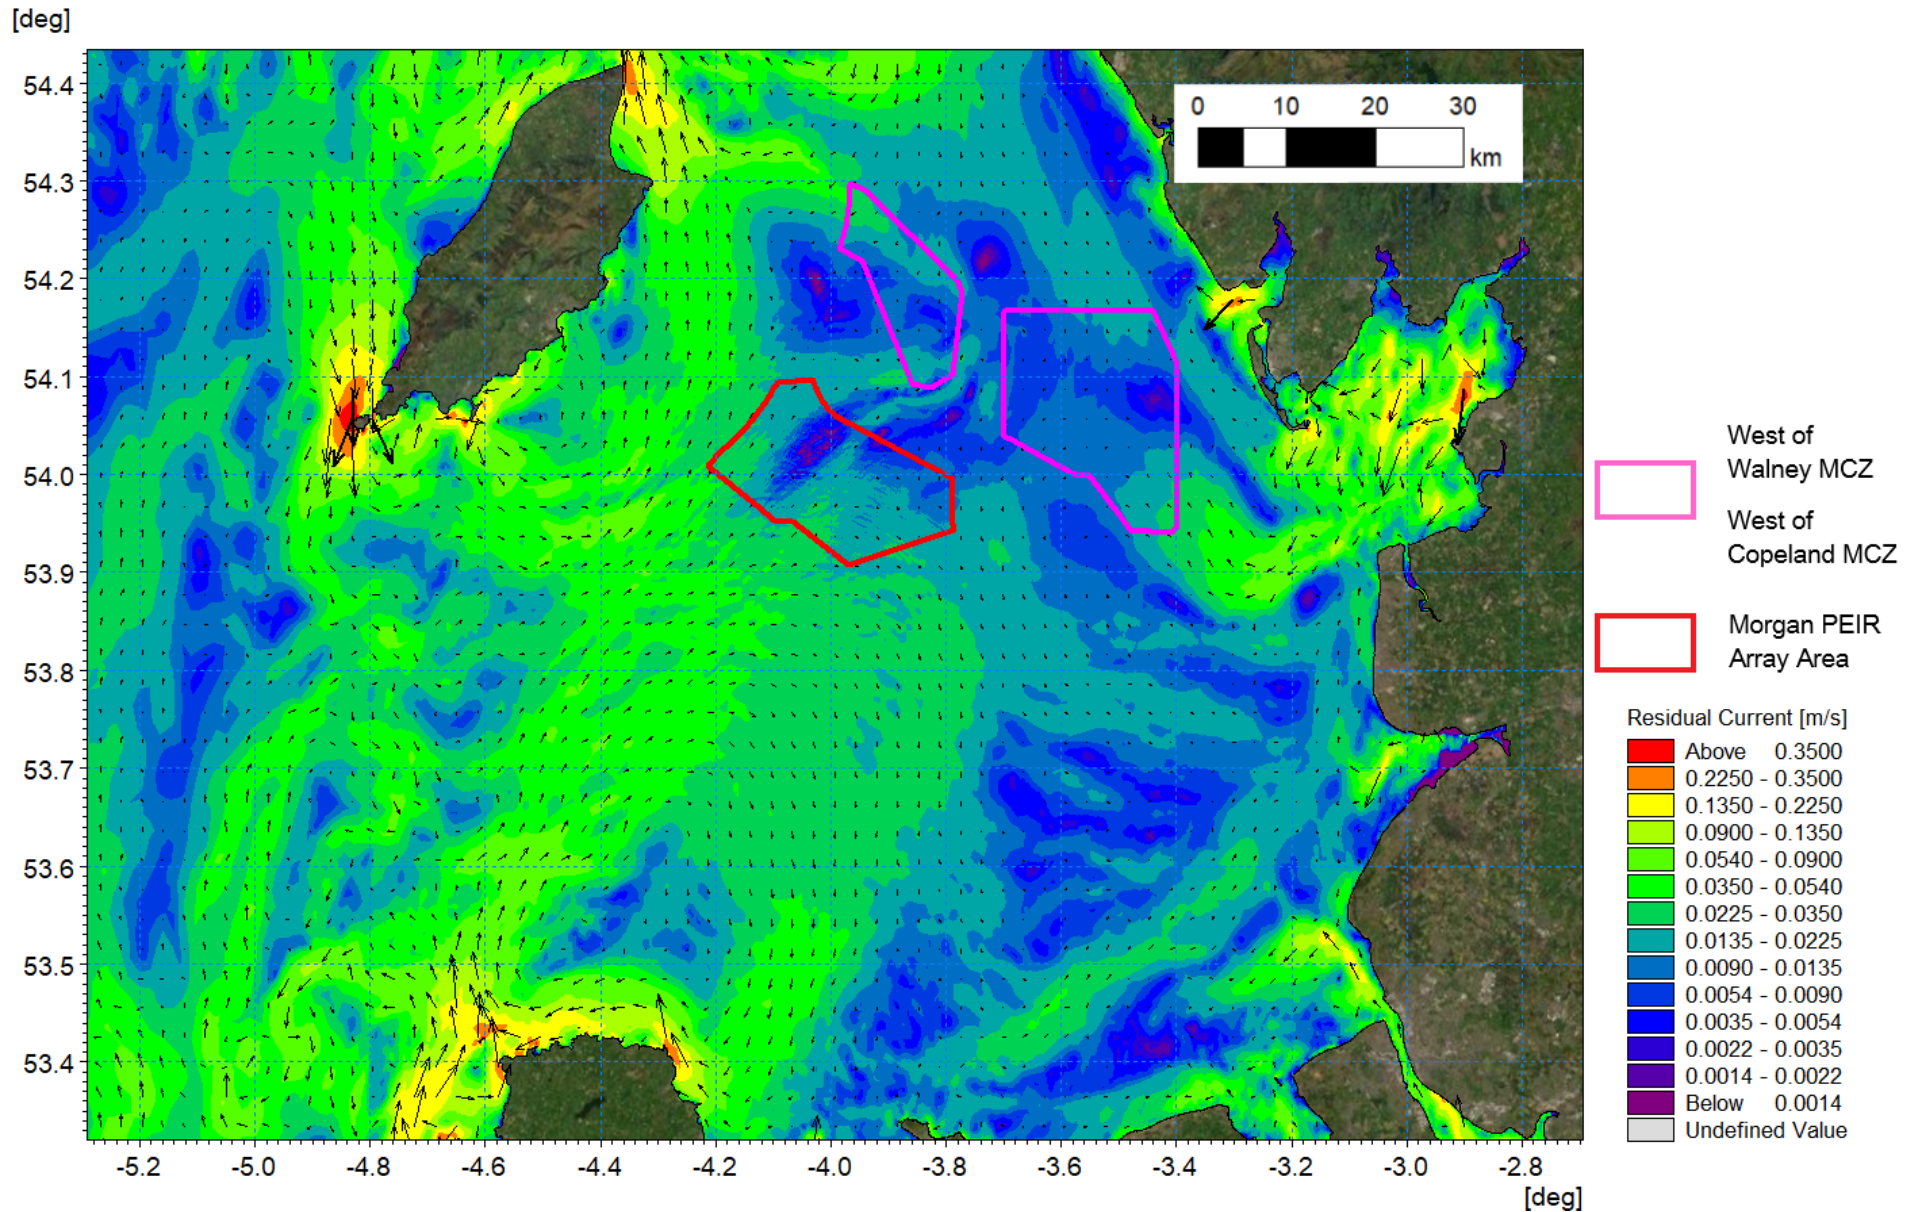 [deg]
54.4
54.3
54.2
54.1
54.0
53.9
53.8
53.7
53.6
53.5
53.4
-5.2 -5.0 -4.8 -4.6 -4.4 -4.2 -4.0 -3.8 -3.6 -3.4 -3.2 -3.0 -2.8
[deg]
0 10 20 30
km
West of
Walney MCZ
West of
Copeland MCZ
Morgan PEIR
Array Area
Residual Current [m/s]
Above 0.3500
0.2250 - 0.3500
0.1350 - 0.2250
0.0900 - 0.1350
0.0540 - 0.0900
0.0350 - 0.0540
0.0225 - 0.0350
0.0135 - 0.0225
0.0090 - 0.0135
0.0054 - 0.0090
0.0035 - 0.0054
0.0022 - 0.0035
0.0014 - 0.0022
Below 0.0014
Undefined Value